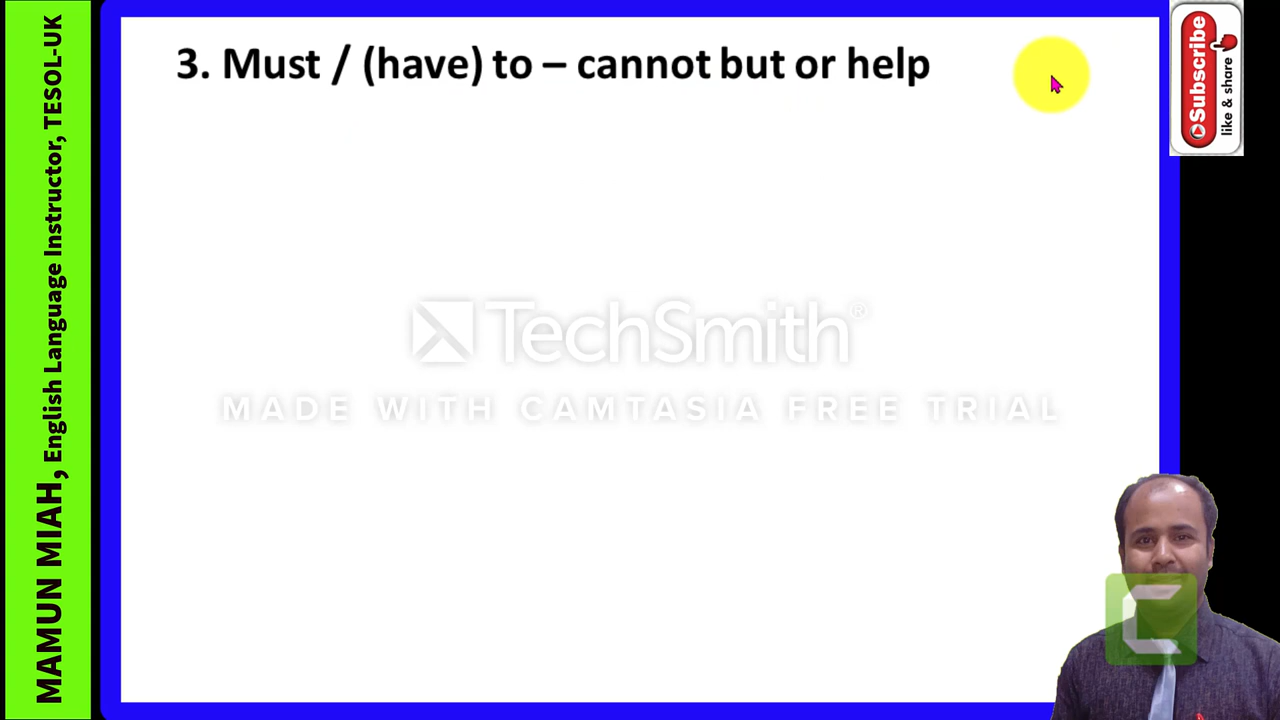 3. Must / (have) to – cannot but or help
Subscribe
like & share
MAMUN MIAH, English Language Instructor, TESOL-UK
TechSmith®
MADE WITH CAMTASIA FREE TRIAL